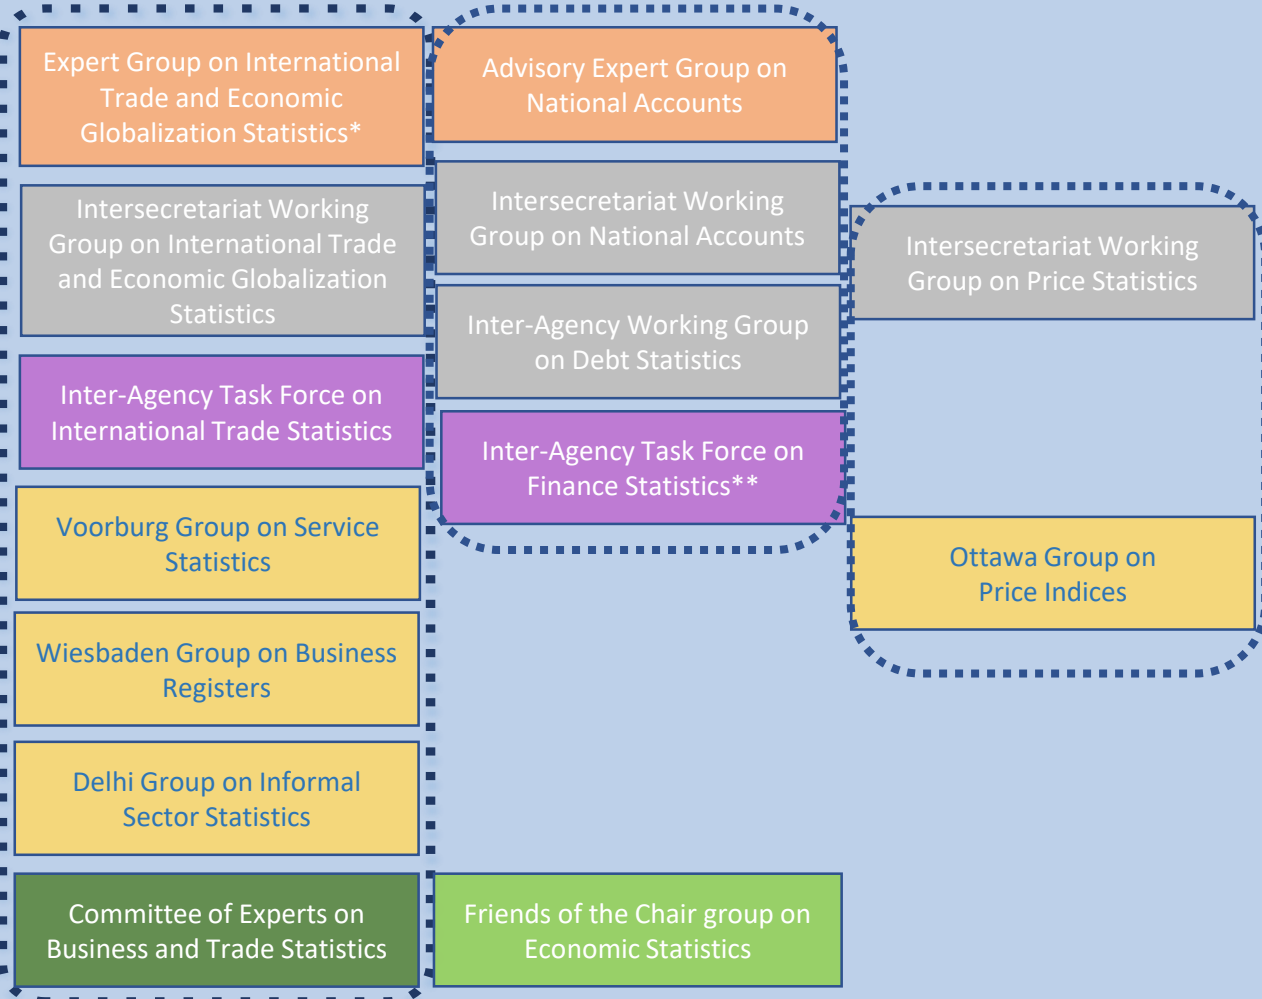 Expert Group on International
Trade and Economic
Globalization Statistics*
Intersecretariat Working
Group on International Trade
and Economic Globalization
Statistics
Inter-Agency Task Force on
International Trade Statistics
Voorburg Group on Service
Statistics
Wiesbaden Group on Business
Registers
Delhi Group on Informal
Sector Statistics
Committee of Experts on
Business and Trade Statistics
Advisory Expert Group on
National Accounts
Intersecretariat Working
Group on National Accounts
Inter-Agency Working Group
on Debt Statistics
Inter-Agency Task Force on
Finance Statistics**
Friends of the Chair group on
Economic Statistics
Intersecretariat Working
Group on Price Statistics
Ottawa Group on
Price Indices